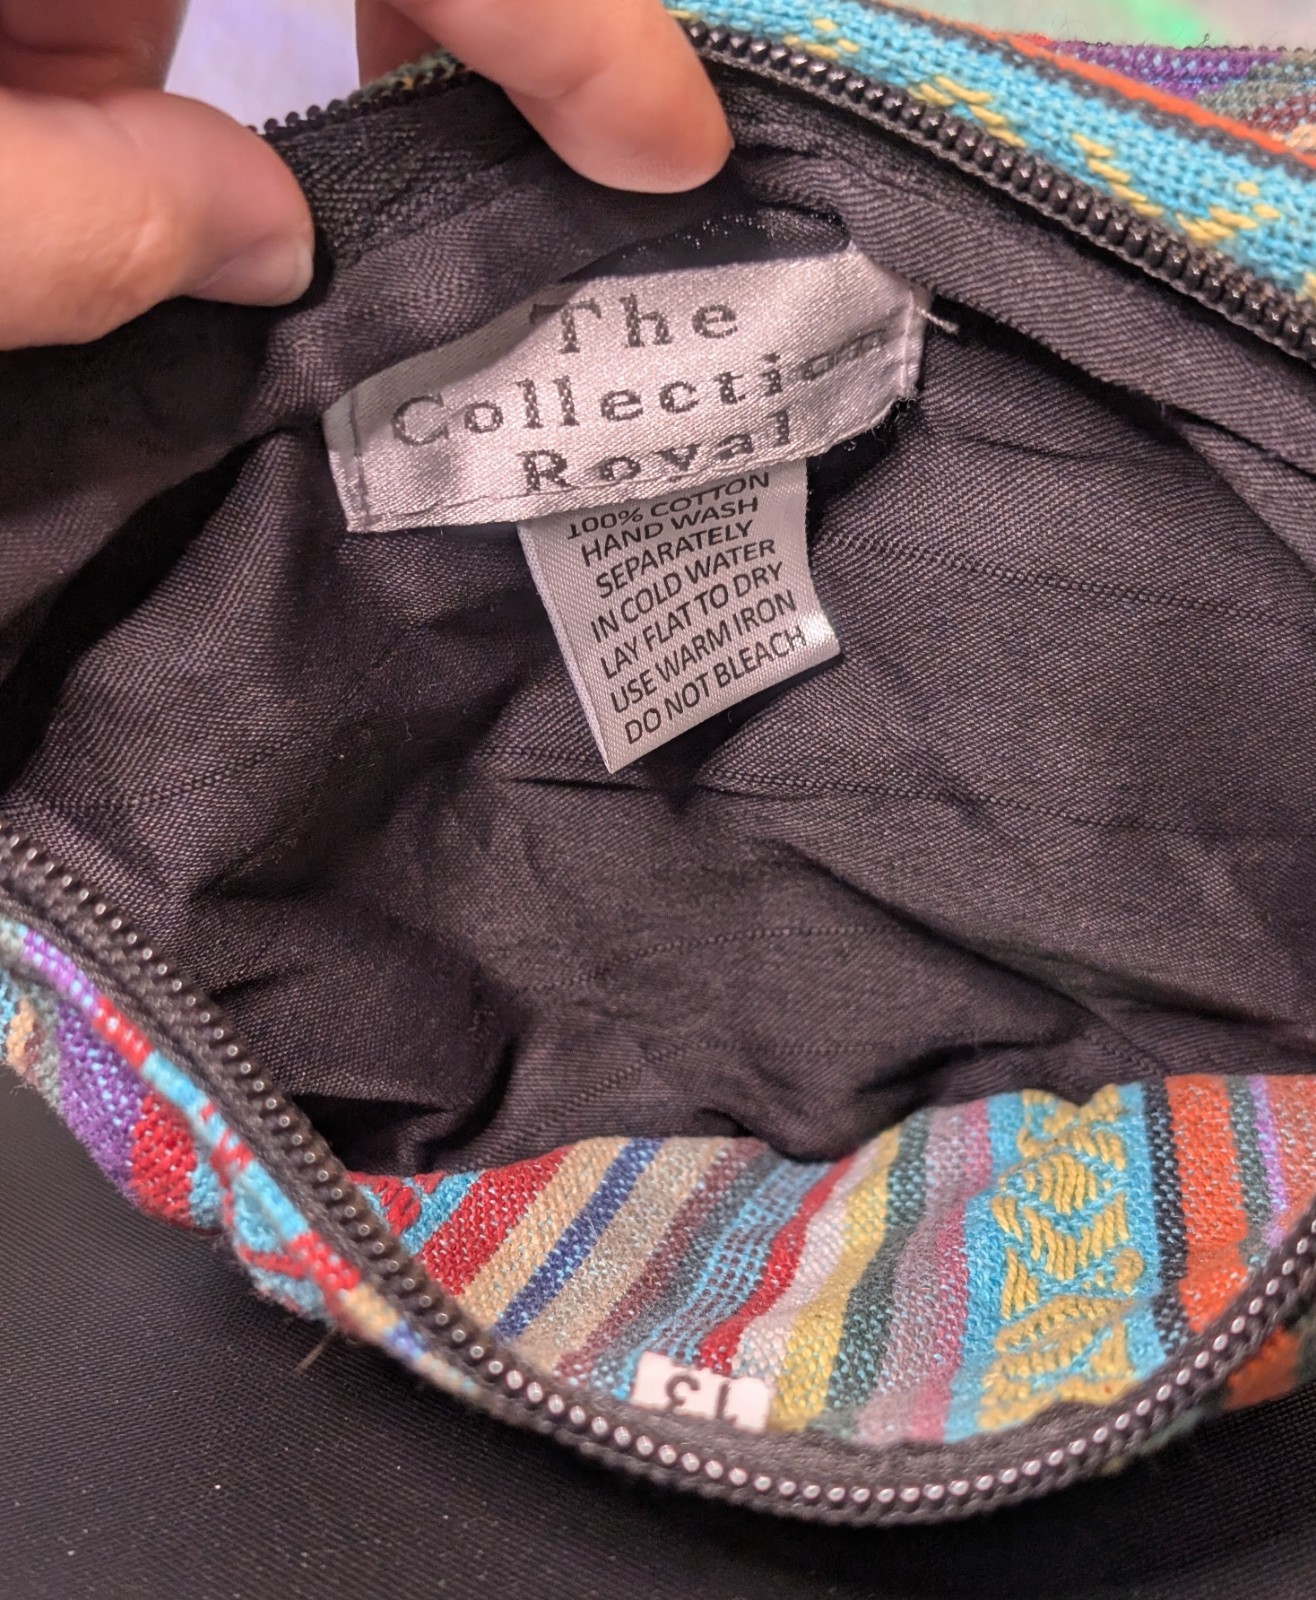 The
Collection
Royal
100% COTTON
HAND WASH
SEPARATELY
IN COLD WATER
LAY FLAT TO DRY
USE WARM IRON
DO NOT BLEACH
13